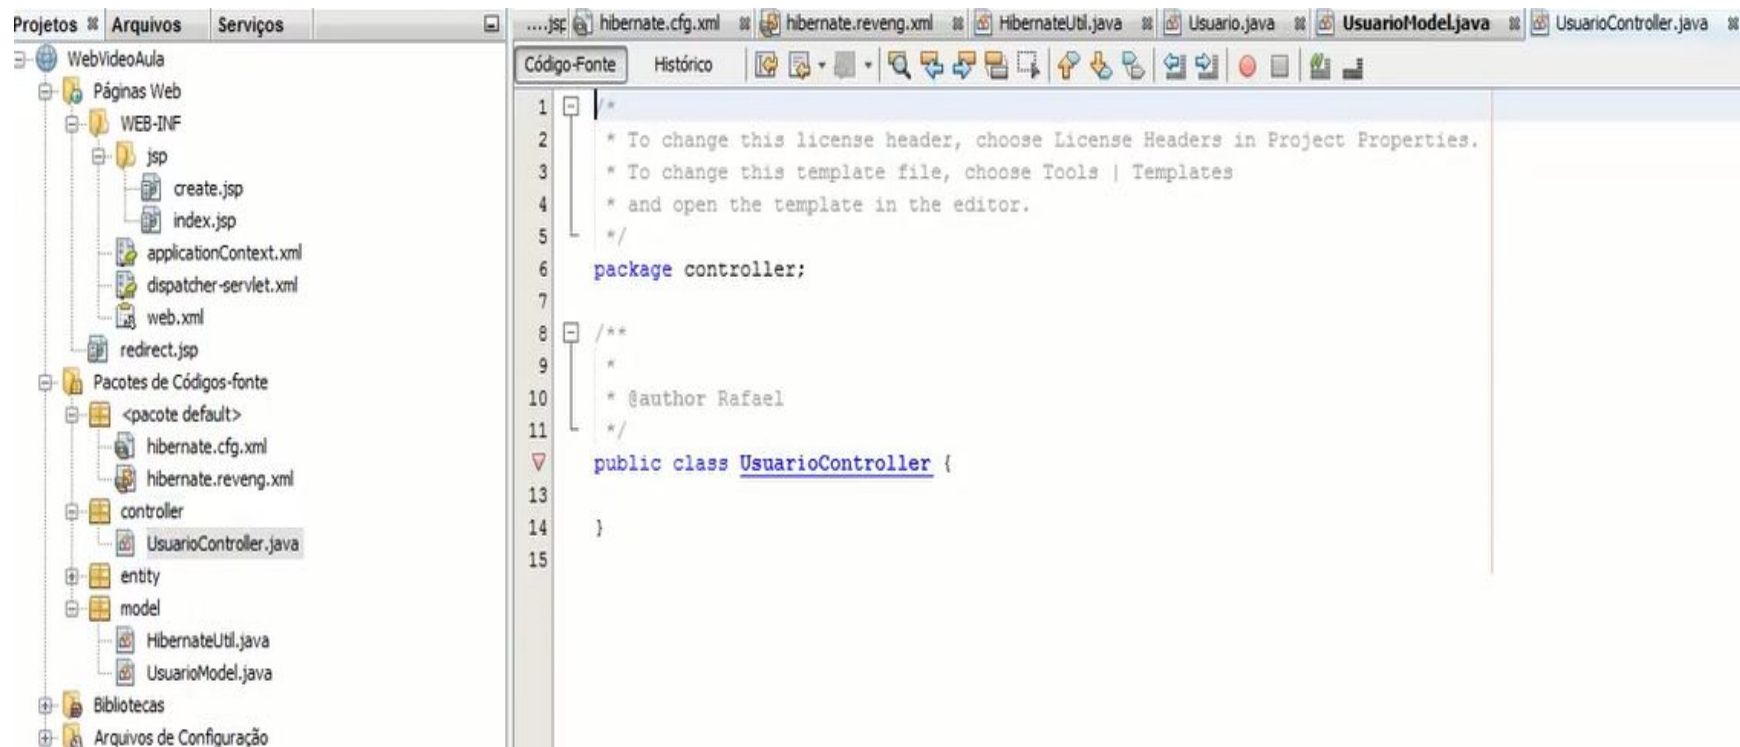 Projetos Arquivos Serviços
WebVideoAula
Páginas Web
WEB-INF
jsp
create.jsp
index.jsp
applicationContext.xml
dispatcher-servlet.xml
web.xml
redirect.jsp
Pacotes de Códigos-fonte
<pacote default>
hibernate.cfg.xml
hibernate.reveng.xml
controller
UsuarioController.java
entity
model
HibernateUtil.java
UsuarioModel.java
Bibliotecas
Arquivos de Configuração
....jsp hibernate.cfg.xml hibernate.reveng.xml HibernateUtil.java Usuario.java UsuarioModel.java UsuarioController.java
Código-Fonte Histórico
1 /*
2 * To change this license header, choose License Headers in Project Properties.
3 * To change this template file, choose Tools | Templates
4 * and open the template in the editor.
5 */
6 package controller;
7
8 /**
9 *
10 * @author Rafael
11 */
public class UsuarioController {
13
14 }
15